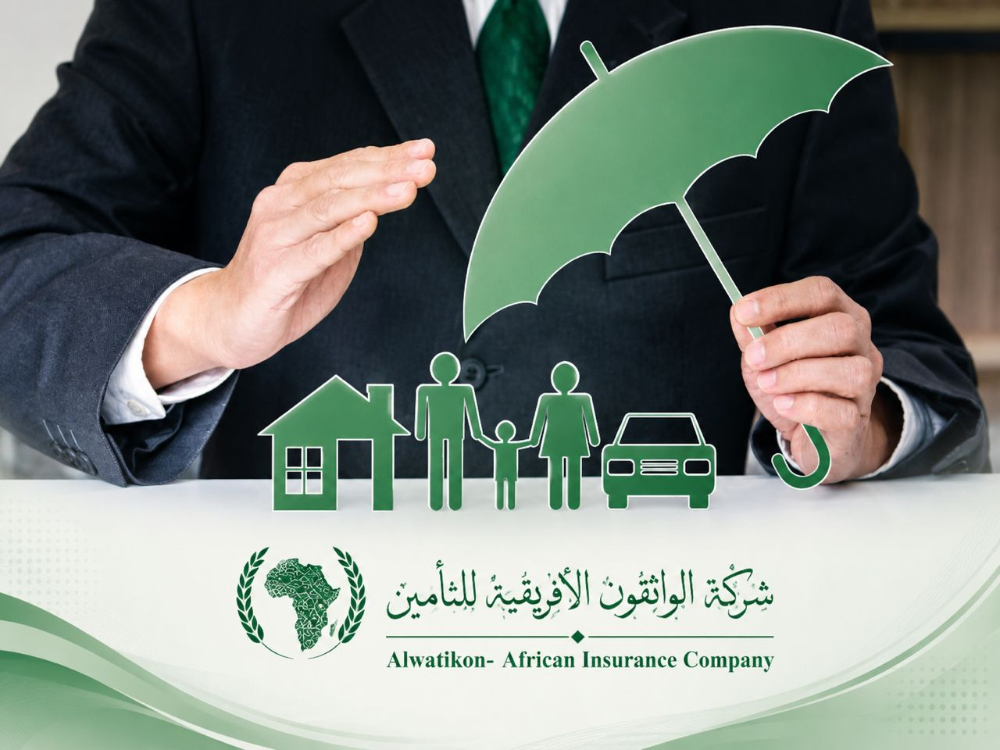 شركة الواثقون الأفريقية للتأمين
Alwatikon- African Insurance Company